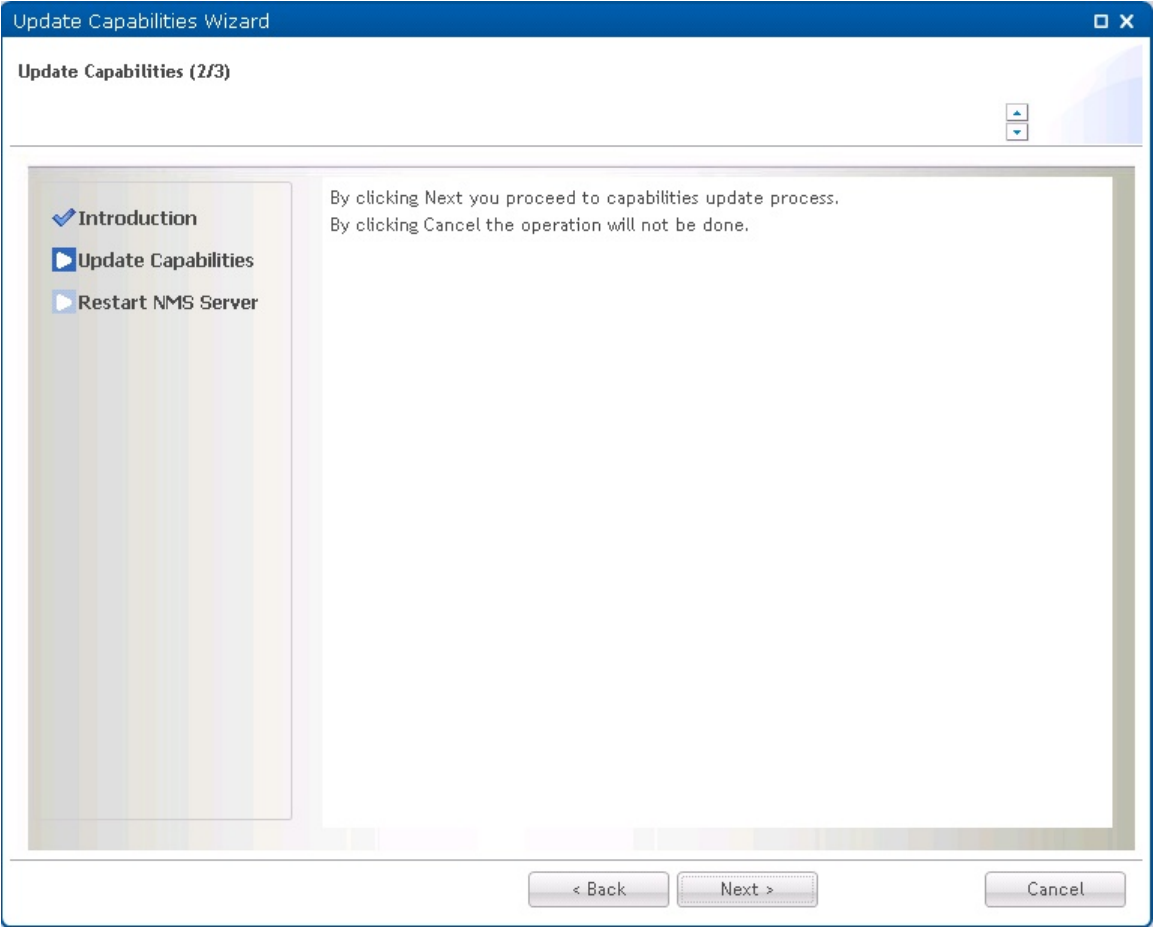 Update Capabilities Wizard
Update Capabilities (2/3)
Introduction
Update Capabilities
Restart NMS Server
By clicking Next you proceed to capabilities update process.
By clicking Cancel the operation will not be done.
< Back
Next >
Cancel